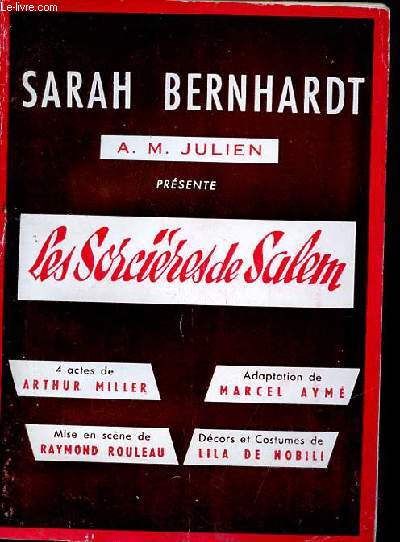 © Le-livre.com
SARAH BERNHARDT
A. M. JULIEN
PRÉSENTE
les Sorcières de Salem
4 actes de
ARTHUR MILLER
Adaptation de
MARCEL AYMÉ
Mise en scène de
RAYMOND ROULEAU
Décors et Costumes de
LILA DE NOBILI